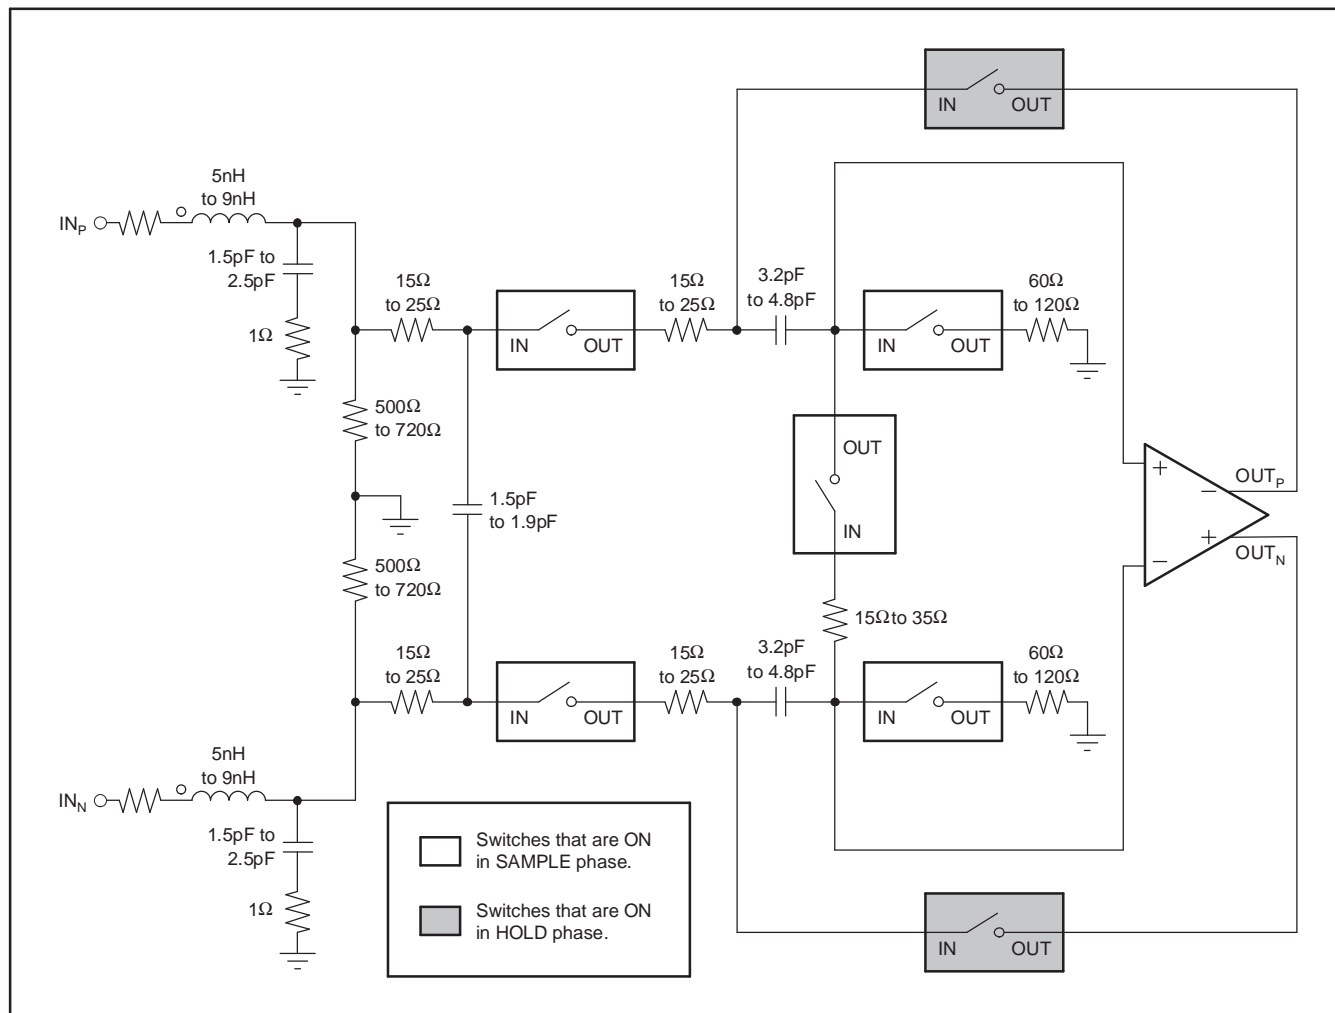 IN OUT
5nH
to 9nH
INP
1.5pF to
2.5pF
1Ω
15Ω
to 25Ω
IN OUT
15Ω
to 25Ω
3.2pF
to 4.8pF
IN OUT
60Ω
to 120Ω
500Ω
to 720Ω
OUT
IN
1.5pF
to 1.9pF
+
−
OUTP
+
−
OUTN
500Ω
to 720Ω
15Ω to 35Ω
15Ω
to 25Ω
IN OUT
15Ω
to 25Ω
3.2pF
to 4.8pF
IN OUT
60Ω
to 120Ω
5nH
to 9nH
INN
1.5pF to
2.5pF
1Ω
Switches that are ON
in SAMPLE phase.
Switches that are ON
in HOLD phase.
IN OUT